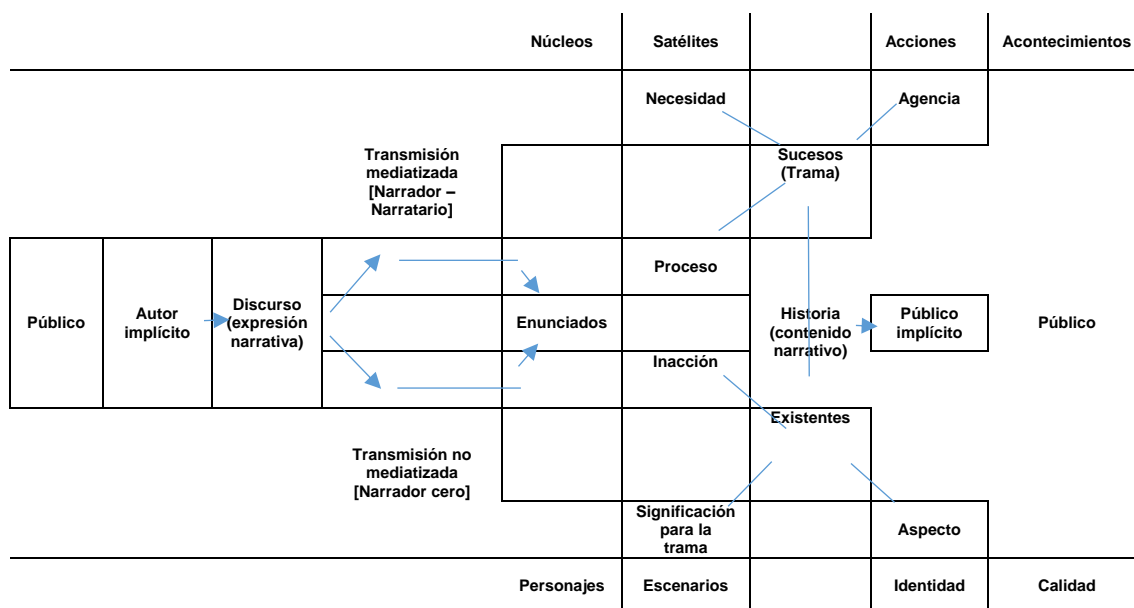 Núcleos Satélites Acciones Acontecimientos
Necesidad Agencia
Transmisión
mediatizada
[Narrador –
Narratario]
Sucesos
(Trama)
Proceso
Público
Autor
implícito
Discurso
(expresión
narrativa)
Enunciados
Historia
(contenido
narrativo)
Público
implícito
Público
Inacción
Existentes
Transmisión no
mediatizada
[Narrador cero]
Significación
para la
trama
Aspecto
Personajes Escenarios Identidad Calidad